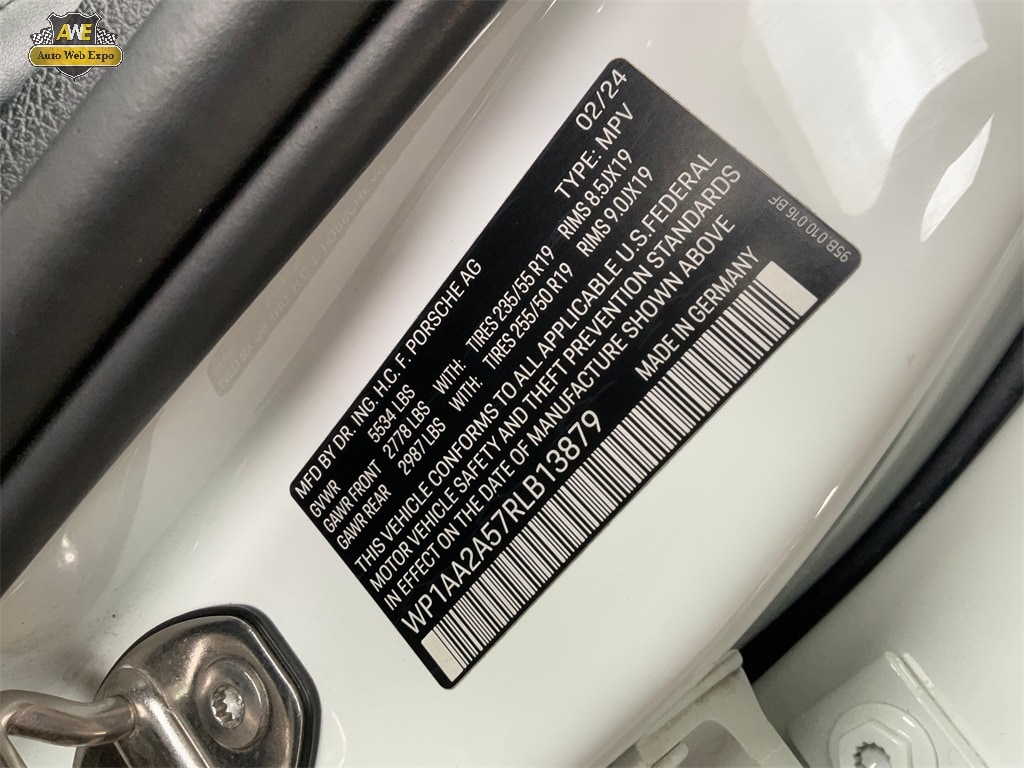 AWE
Auto Web Expo
02/24
MFD BY DR. ING. H.C. F. PORSCHE AG TYPE: MPV
GVWR 5534 LBS
GAWR FRONT 2778 LBS WITH: TIRES 235/55 R19 RIMS 8.5JX19
GAWR REAR 2987 LBS WITH: TIRES 255/50 R19 RIMS 9.0JX19
THIS VEHICLE CONFORMS TO ALL APPLICABLE U.S. FEDERAL
MOTOR VEHICLE SAFETY AND THEFT PREVENTION STANDARDS
IN EFFECT ON THE DATE OF MANUFACTURE SHOWN ABOVE
WP1AA2A57RLB13879 MADE IN GERMANY
95B.010.016.BF